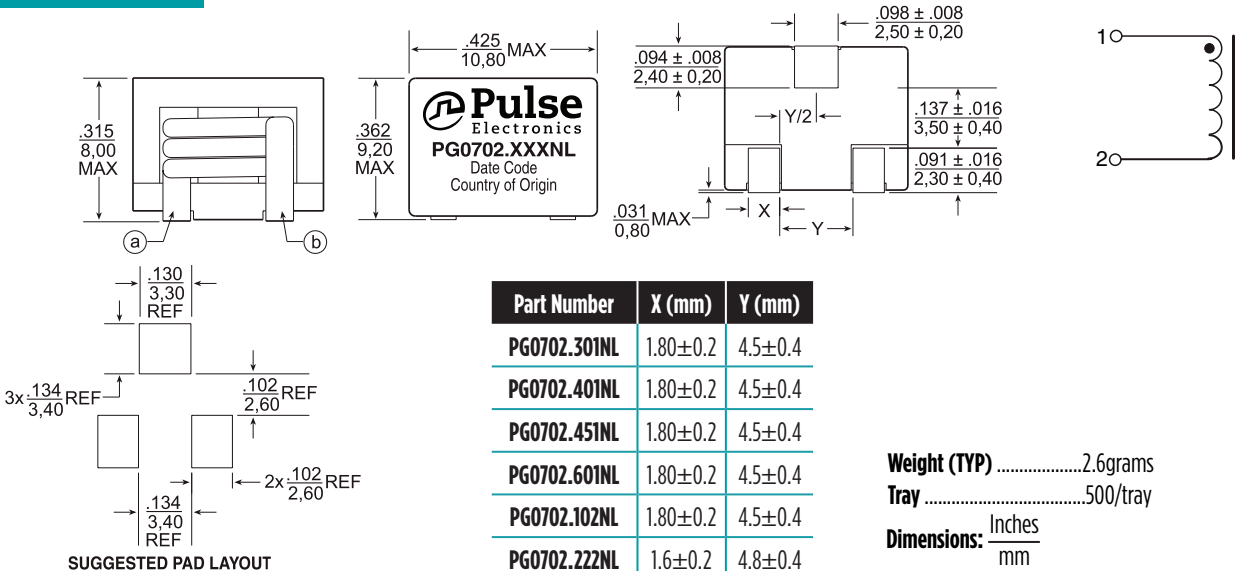 .315
8,00
MAX
a
b
.425
10,80 MAX
.362
9,20
MAX
Pulse
Electronics
PG0702.XXXNL
Date Code
Country of Origin
.098 ± .008
2,50 ± 0,20
.094 ± .008
2,40 ± 0,20
Y/2
.137 ± .016
3,50 ± 0,40
.091 ± .016
2,30 ± 0,40
.031
0,80 MAX
X
Y
1
2
.130
3,30
REF
3x .134
3,40 REF
.102
2,60 REF
2x .102
2,60 REF
.134
3,40
REF
SUGGESTED PAD LAYOUT
Part Number X (mm) Y (mm)
PG0702.301NL 1.80±0.2 4.5±0.4
PG0702.401NL 1.80±0.2 4.5±0.4
PG0702.451NL 1.80±0.2 4.5±0.4
PG0702.601NL 1.80±0.2 4.5±0.4
PG0702.102NL 1.80±0.2 4.5±0.4
PG0702.222NL 1.6±0.2 4.8±0.4
Weight (TYP) ...................2.6grams
Tray ...................................500/tray
Dimensions: Inches
mm